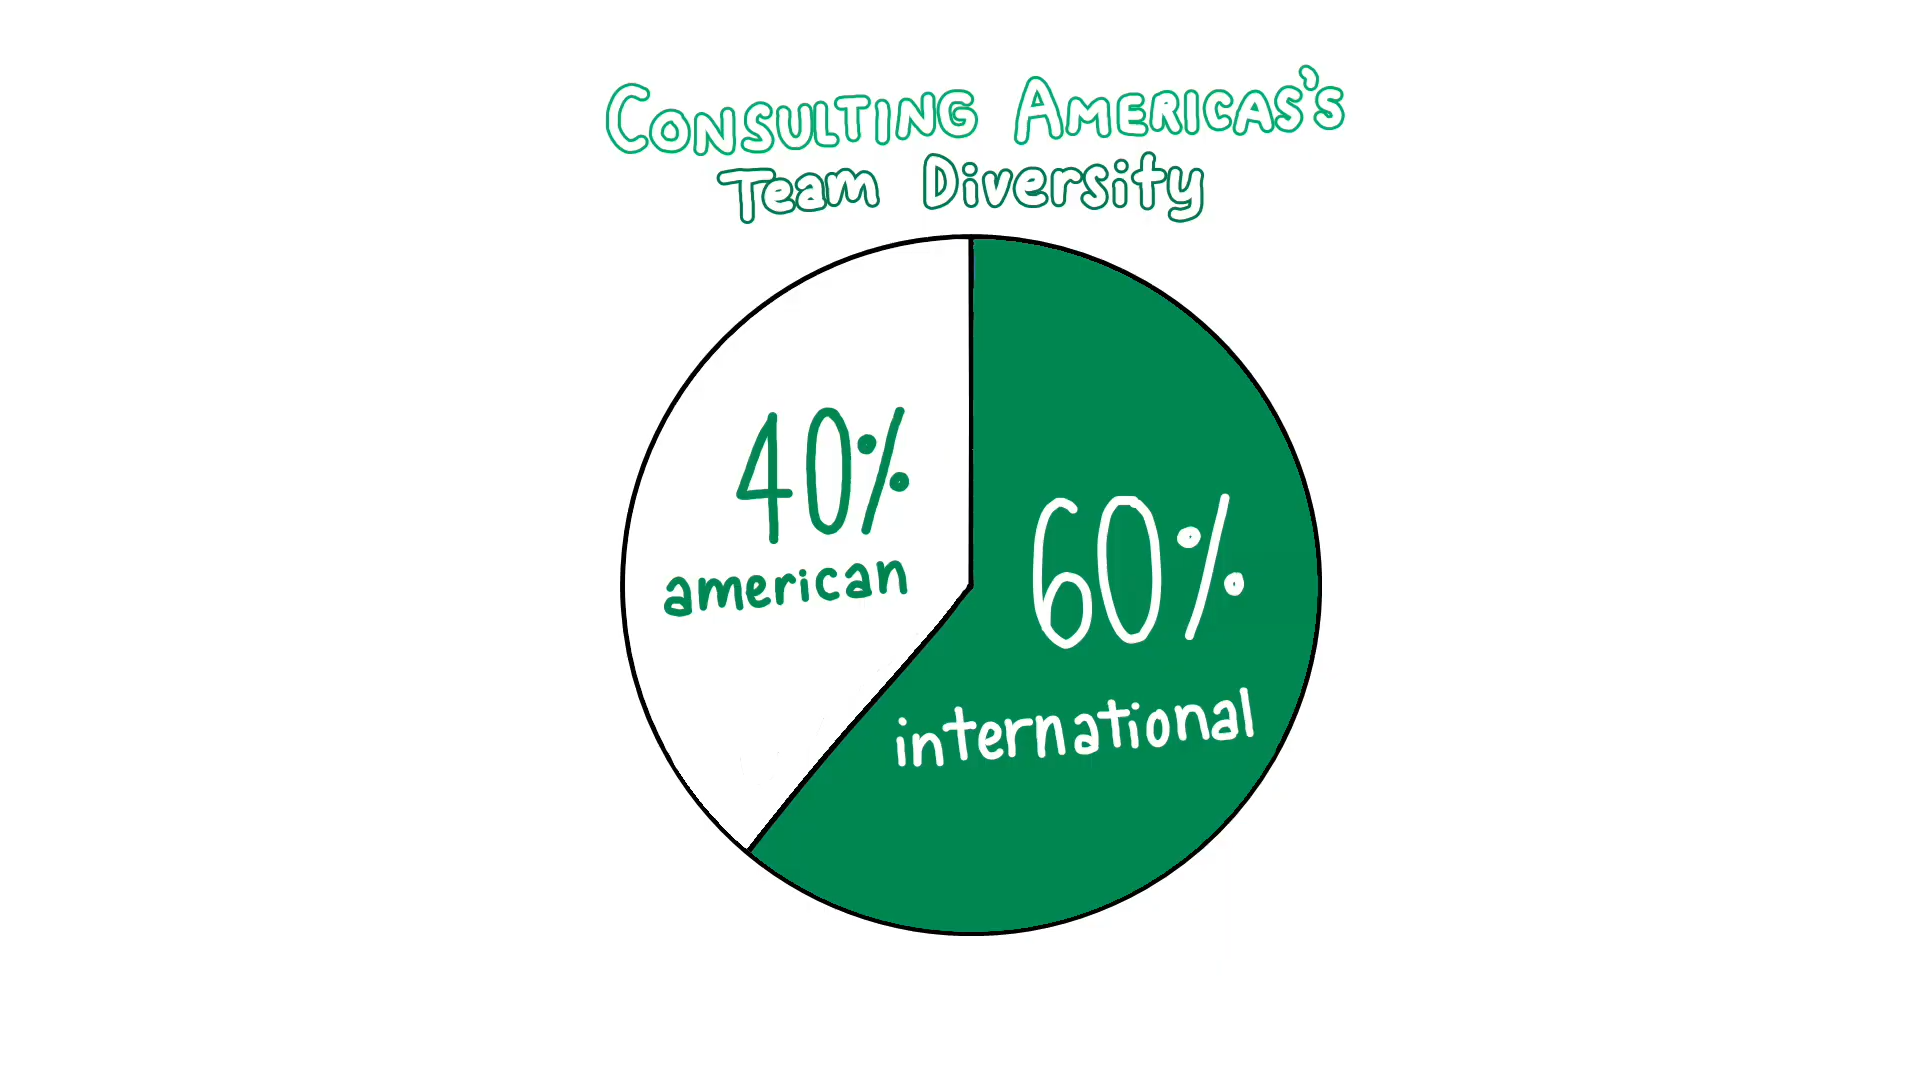 CONSULTING AMERICAS'S
Team Diversity
40%
american
60%
international